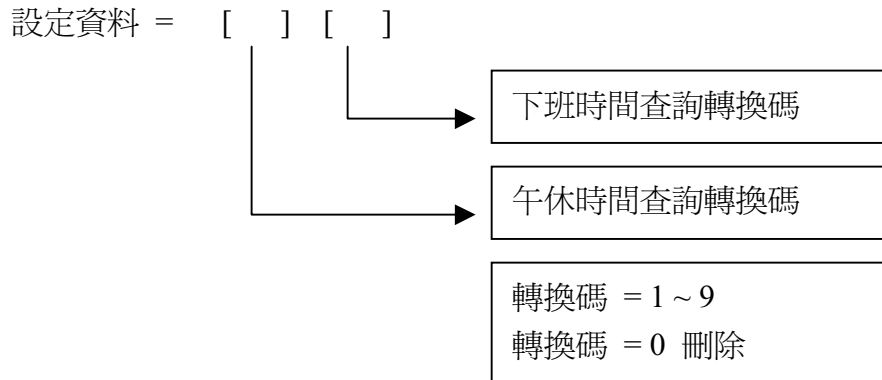 設定資料 = [ ] [ ]
下班時間查詢轉換碼
午休時間查詢轉換碼
轉換碼 = 1 ~ 9
轉換碼 = 0 刪除